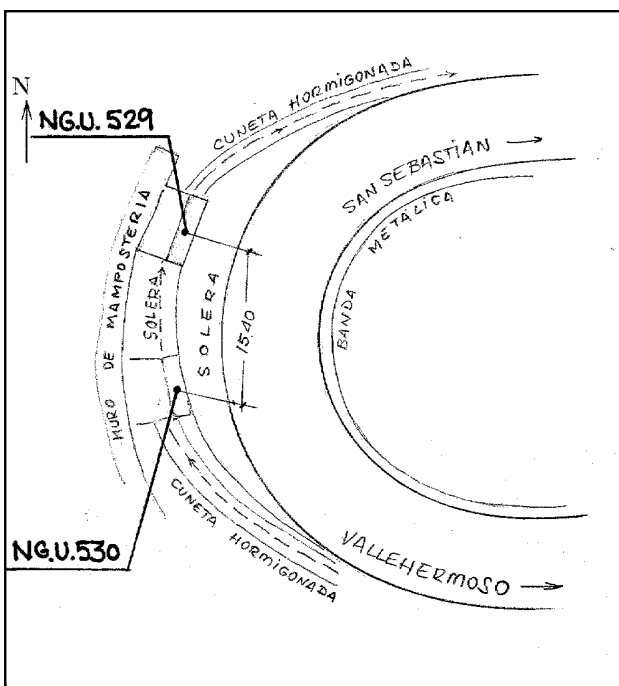 N
NG.U. 529
CUNETA HORMIGONADA
SAN SEBASTIAN
BANDA METÁLICA
MURO DE MAMPOSTERIA
SOLERA
SOLERA
15.40
NG.U.530
CUNETA HORMIGONADA
VALLEHERMOSO